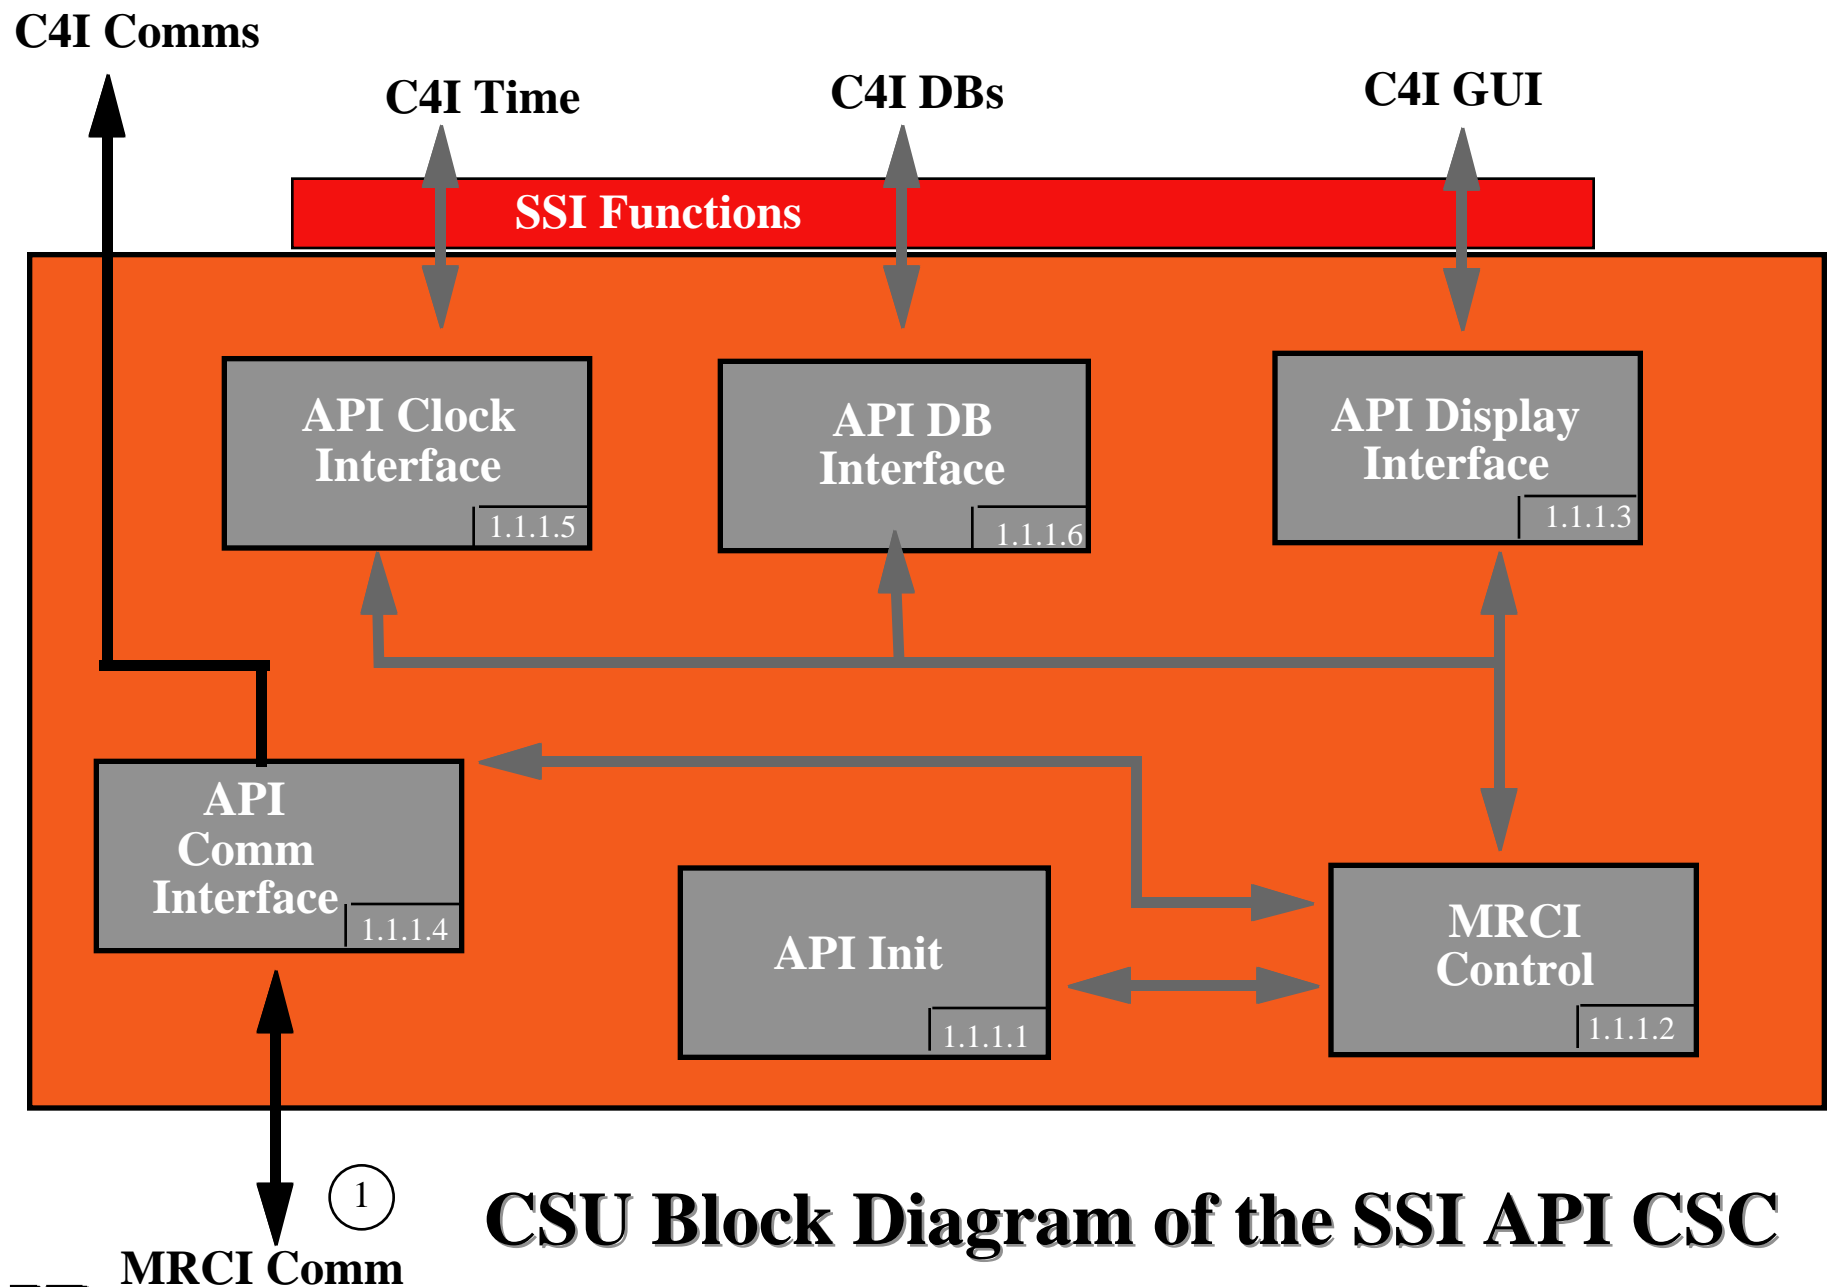 C4I Comms
C4I Time
C4I DBs
C4I GUI
SSI Functions
API Clock
Interface
1.1.1.5
API DB
Interface
1.1.1.6
API Display
Interface
1.1.1.3
API
Comm
Interface
1.1.1.4
API Init
1.1.1.1
MRCI
Control
1.1.1.2
1
CSU Block Diagram of the SSI API CSC
MRCI Comm